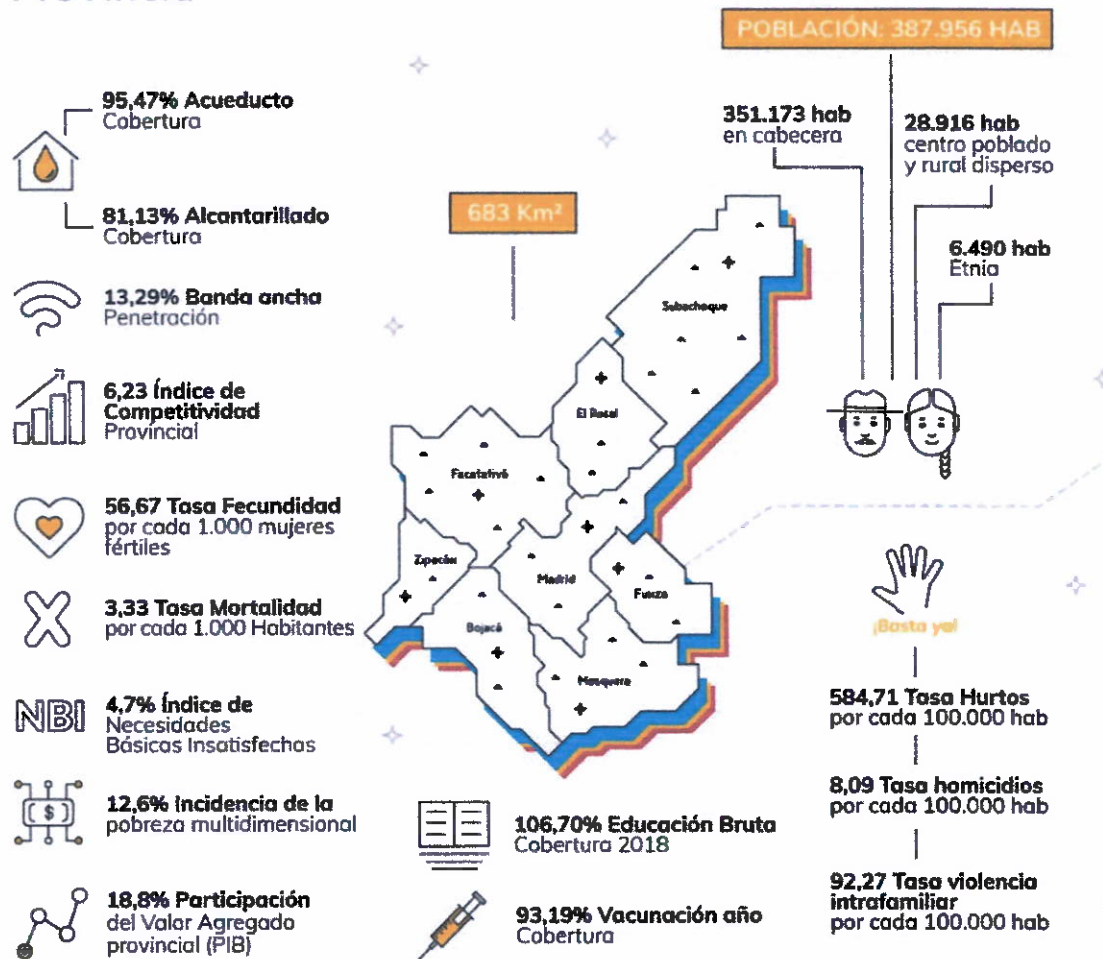 POBLACIÓN: 387.956 HAB
95,47% Acueducto
Cobertura
81,13% Alcantarillado
Cobertura
13,29% Banda ancha
Penetración
6,23 Índice de
Competitividad
Provincial
56,67 Tasa Fecundidad
por cada 1.000 mujeres
fértiles
3,33 Tasa Mortalidad
por cada 1.000 Habitantes
NBI
4,7% Índice de
Necesidades
Básicas Insatisfechas
12,6% Incidencia de la
pobreza multidimensional
$
18,8% Participación
del Valor Agregado
provincial (PIB)
683 Km²
Subachoque
El Rosal
Facatativá
Zipacón
Madrid
Funza
Bojacá
Mosquera
106,70% Educación Bruta
Cobertura 2018
93,19% Vacunación año
Cobertura
351.173 hab
en cabecera
28.916 hab
centro poblado
y rural disperso
6.490 hab
Etnia
¡Basta ya!
584,71 Tasa Hurtos
por cada 100.000 hab
8,09 Tasa homicidios
por cada 100.000 hab
92,27 Tasa violencia
intrafamiliar
por cada 100.000 hab